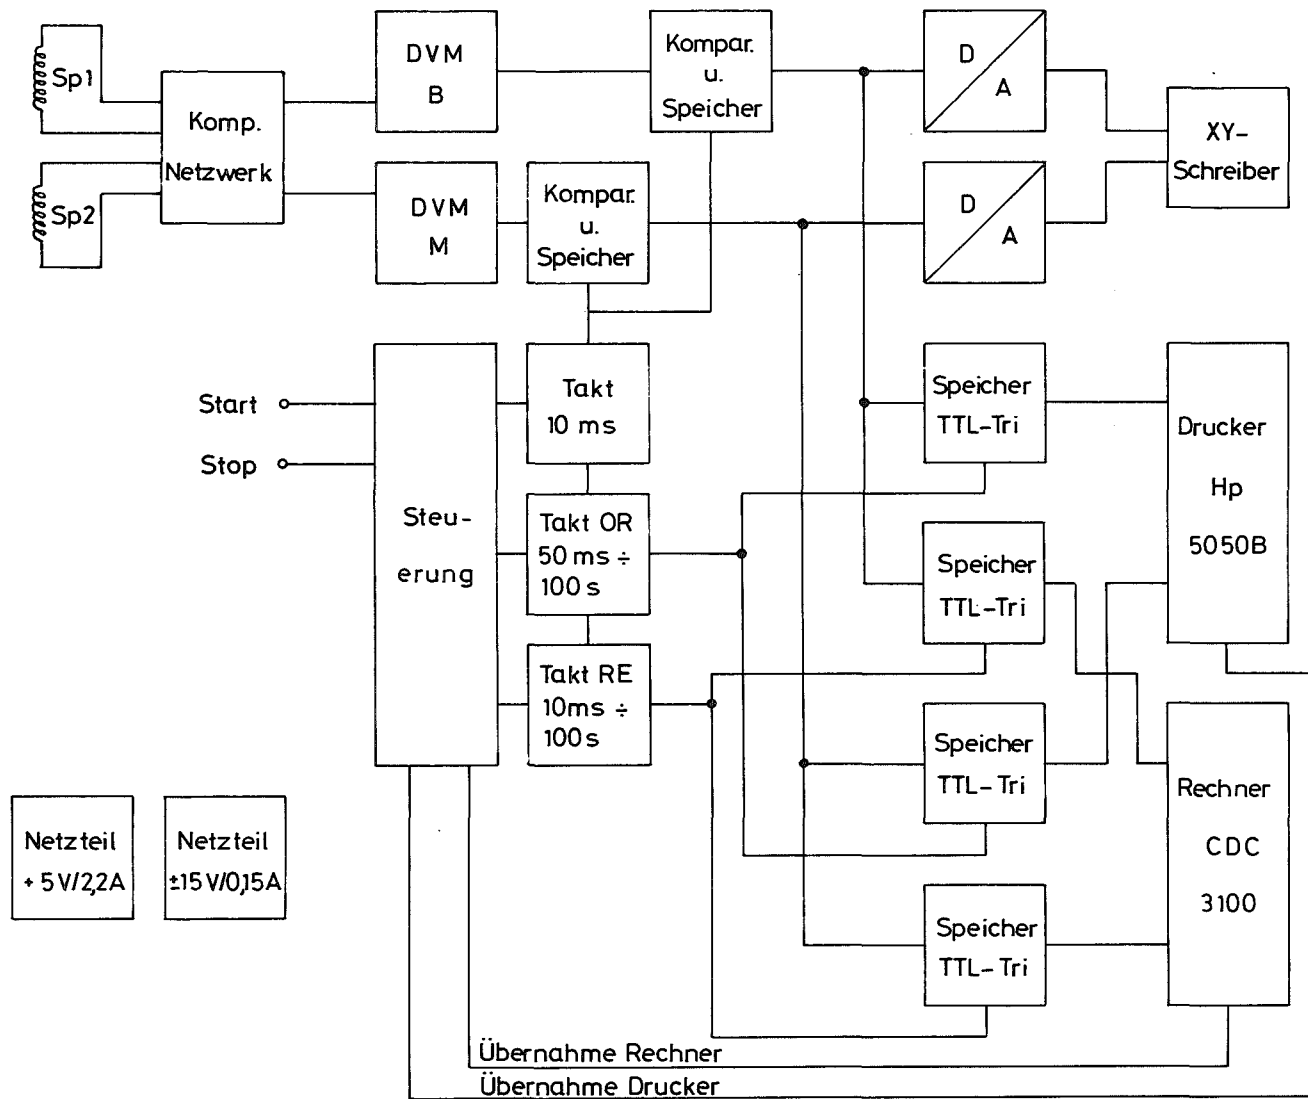 Sp1
Sp2
Komp.
Netzwerk
DVM
B
DVM
M
Kompar.
u.
Speicher
Kompar.
u.
Speicher
D
A
D
A
XY-
Schreiber
Start
Stop
Steu-
erung
Takt
10 ms
Takt OR
50 ms ÷
100 s
Takt RE
10ms ÷
100s
Speicher
TTL-Tri
Speicher
TTL-Tri
Speicher
TTL-Tri
Speicher
TTL-Tri
Drucker
Hp
5050B
Rechner
CDC
3100
Netzteil
+ 5V/2,2A
Netzteil
±15V/0,15A
Übernahme Rechner
Übernahme Drucker